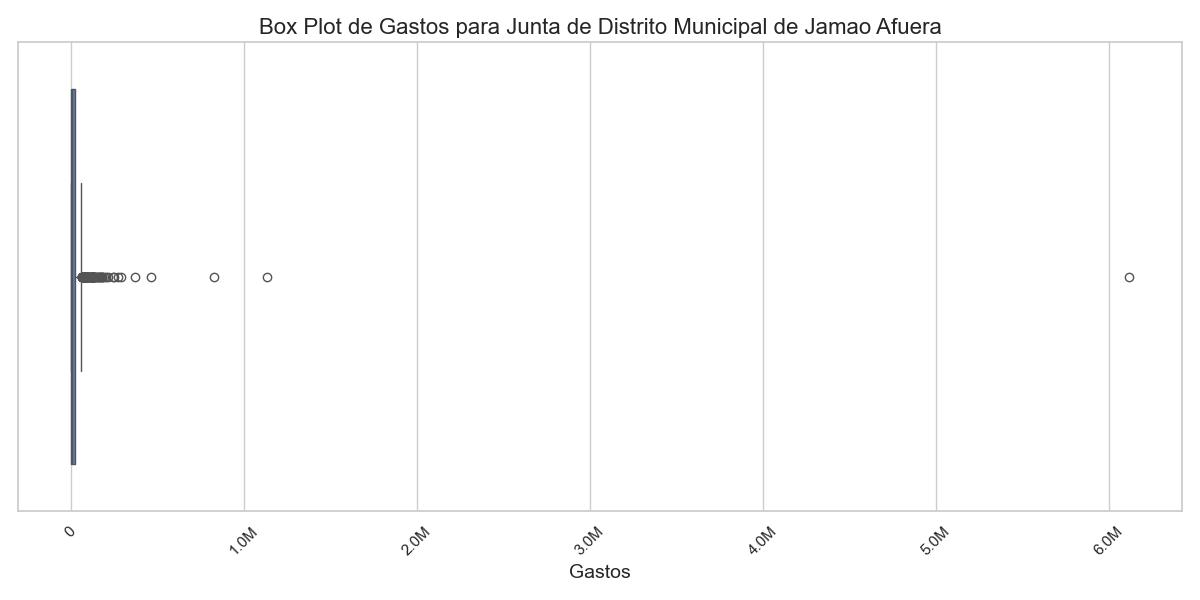 Box Plot de Gastos para Junta de Distrito Municipal de Jamao Afuera
0
1.0M
2.0M
3.0M
4.0M
5.0M
6.0M
Gastos